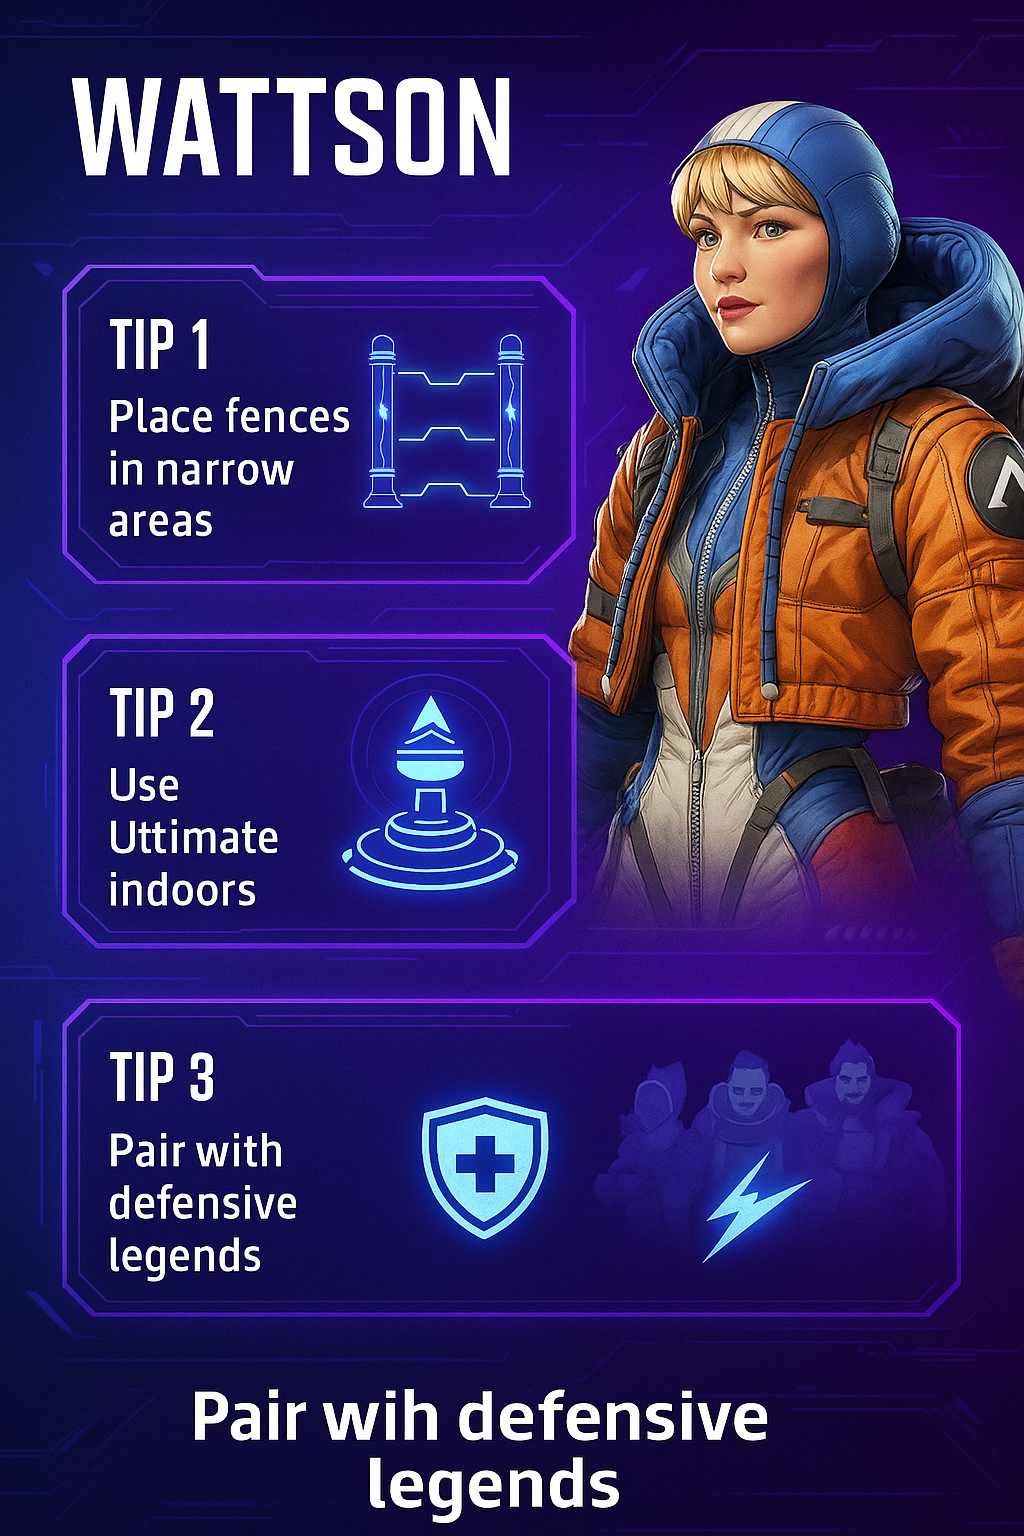 WATTSON
TIP 1
Place fences
in narrow
areas
TIP 2
Use
Uttimate
indoors
TIP 3
Pair with
defensive
legends
Pair wih defensive
legends